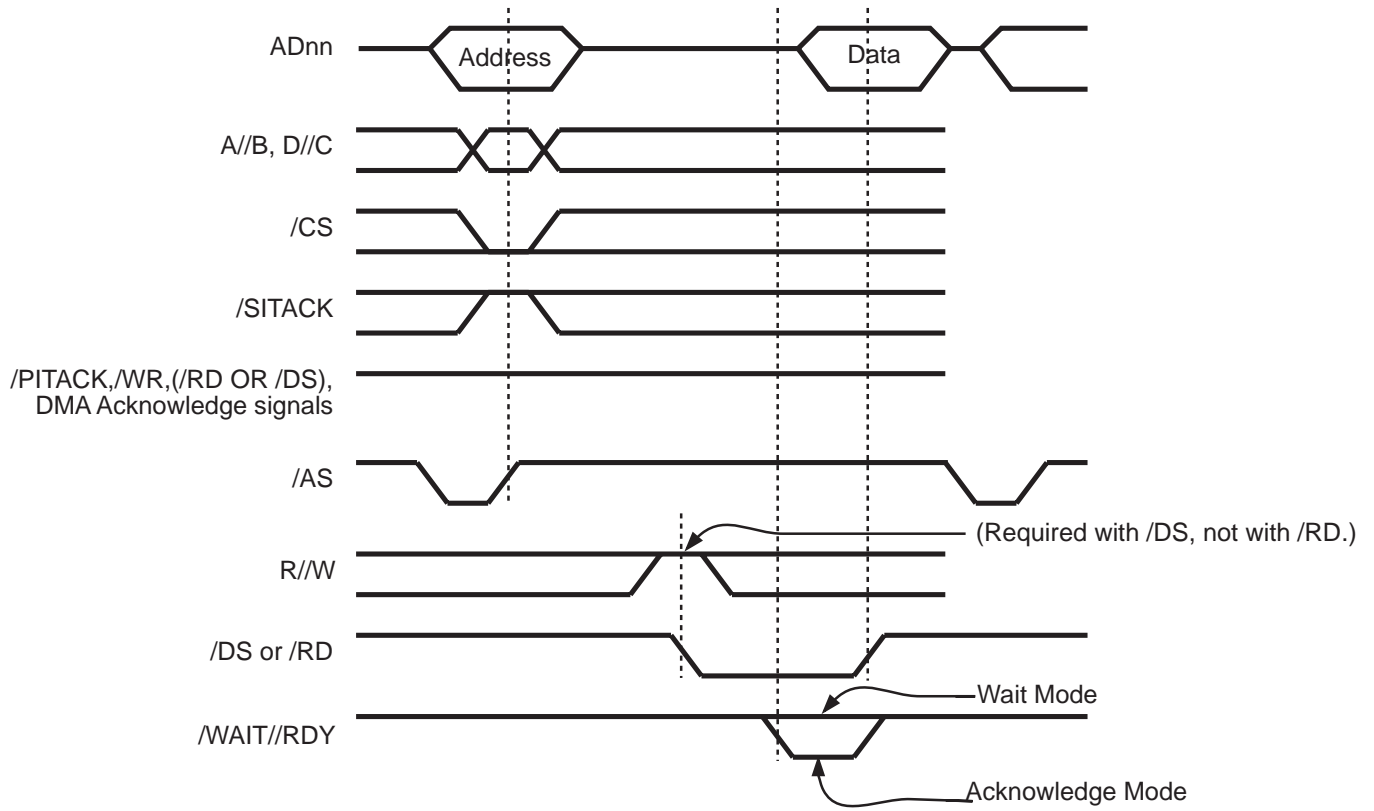 ADnn
Address
Data
A//B, D//C
/CS
/SITACK
/PITACK,/WR,(/RD OR /DS),
DMA Acknowledge signals
/AS
(Required with /DS, not with /RD.)
R//W
/DS or /RD
Wait Mode
/WAIT//RDY
Acknowledge Mode